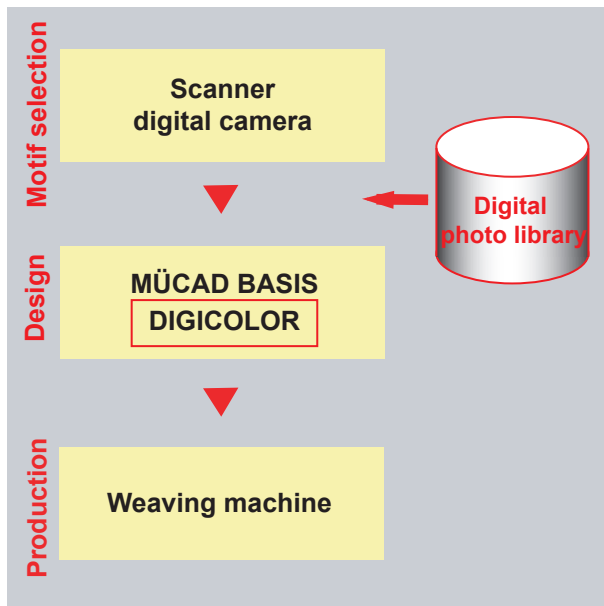 Motif selection
Scanner
digital camera
Digital
photo library
Design
MÜCAD BASIS
DIGICOLOR
Production
Weaving machine